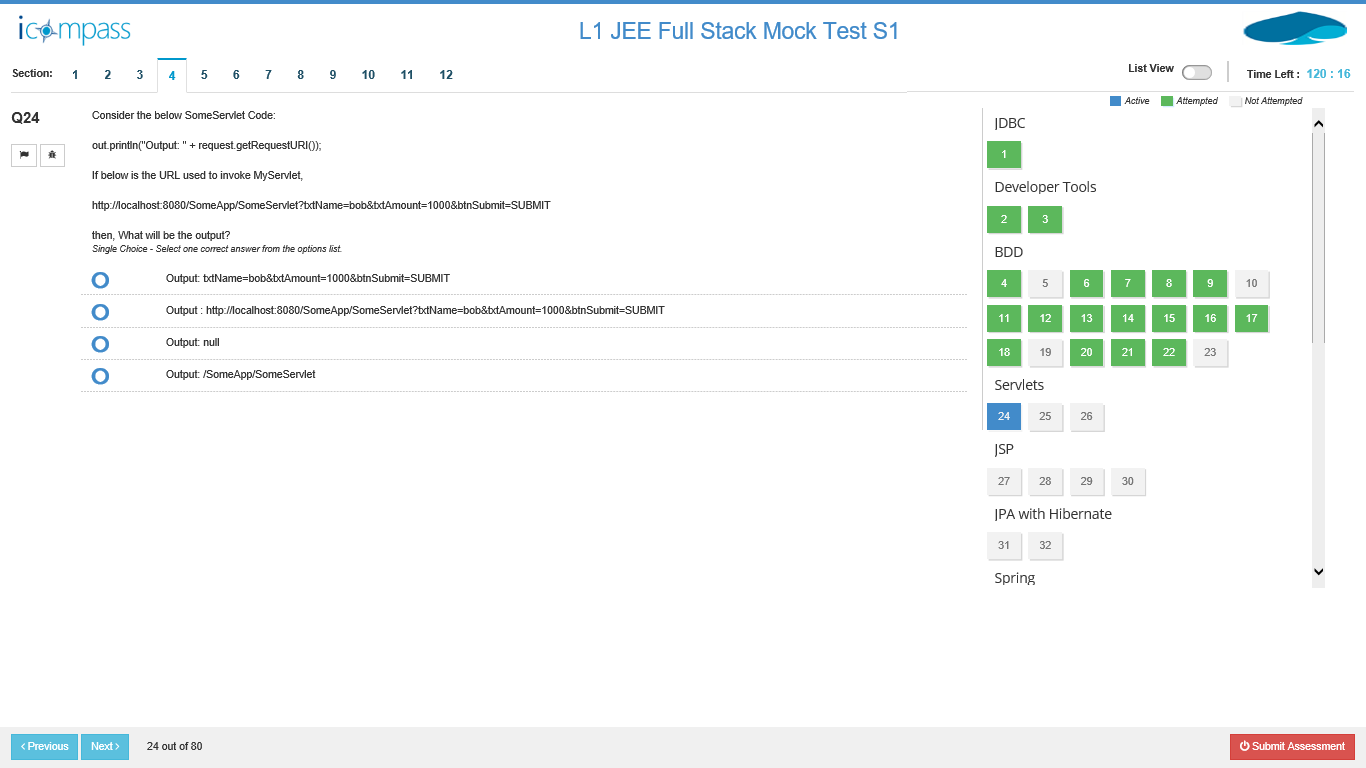 icompass
L1 JEE Full Stack Mock Test S1
Section: 1 2 3 4 5 6 7 8 9 10 11 12
List View
Time Left : 120 : 16
Active Attempted Not Attempted
Q24
Consider the below SomeServlet Code:
out.println("Output: " + request.getRequestURI());
If below is the URL used to invoke MyServlet,
http://localhost:8080/SomeApp/SomeServlet?txtName=bob&txtAmount=1000&btnSubmit=SUBMIT
then, What will be the output?
Single Choice - Select one correct answer from the options list.
Output: txtName=bob&txtAmount=1000&btnSubmit=SUBMIT
Output : http://localhost:8080/SomeApp/SomeServlet?txtName=bob&txtAmount=1000&btnSubmit=SUBMIT
Output: null
Output: /SomeApp/SomeServlet
JDBC
1
Developer Tools
2 3
BDD
4 5 6 7 8 9 10
11 12 13 14 15 16 17
18 19 20 21 22 23
Servlets
24 25 26
JSP
27 28 29 30
JPA with Hibernate
31 32
Spring
Previous
Next
24 out of 80
Submit Assessment